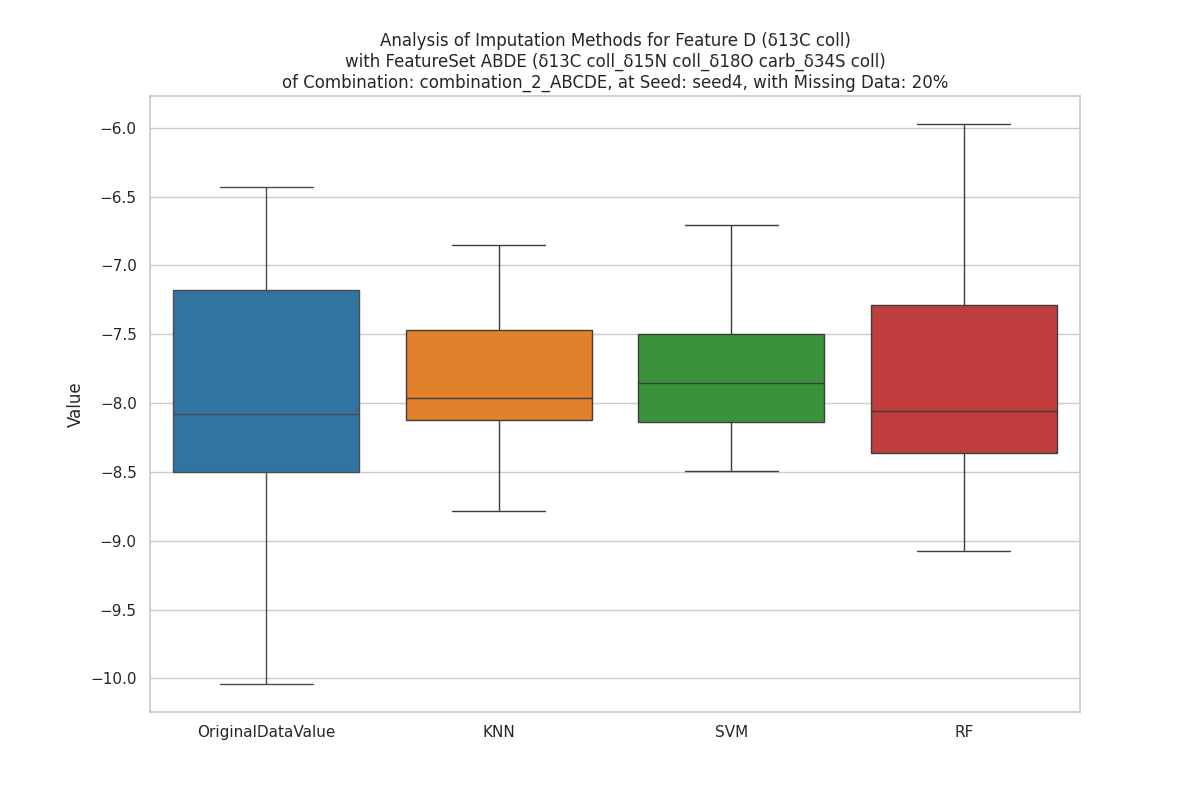 Analysis of Imputation Methods for Feature D (δ13C coll)
with FeatureSet ABDE (δ13C coll_δ15N coll_δ18O carb_δ34S coll)
of Combination: combination_2_ABCDE, at Seed: seed4, with Missing Data: 20%
−6.0
−6.5
−7.0
−7.5
−8.0
−8.5
−9.0
−9.5
−10.0
Value
OriginalDataValue
KNN
SVM
RF